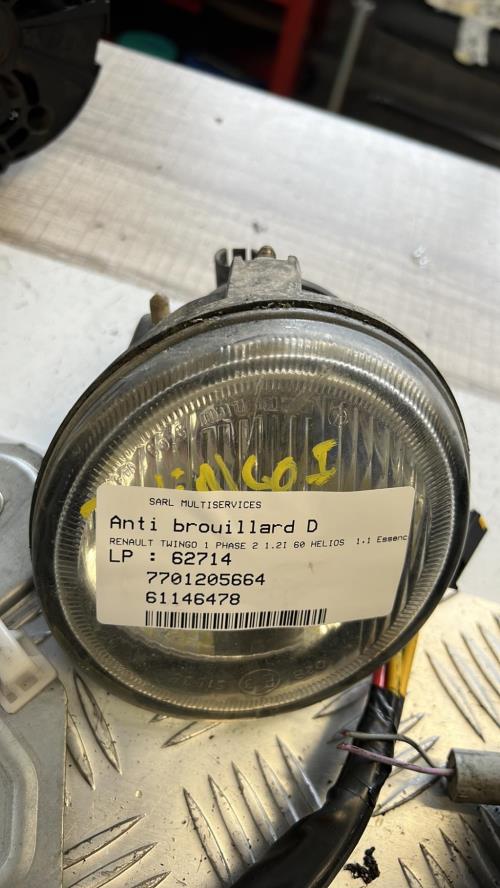 TWINGO I
SARL MULTISERVICES
Anti brouillard D
RENAULT TWINGO 1 PHASE 2 1.2I 60 HELIOS 1.1 Essenc
LP : 62714
7701205664
61146478